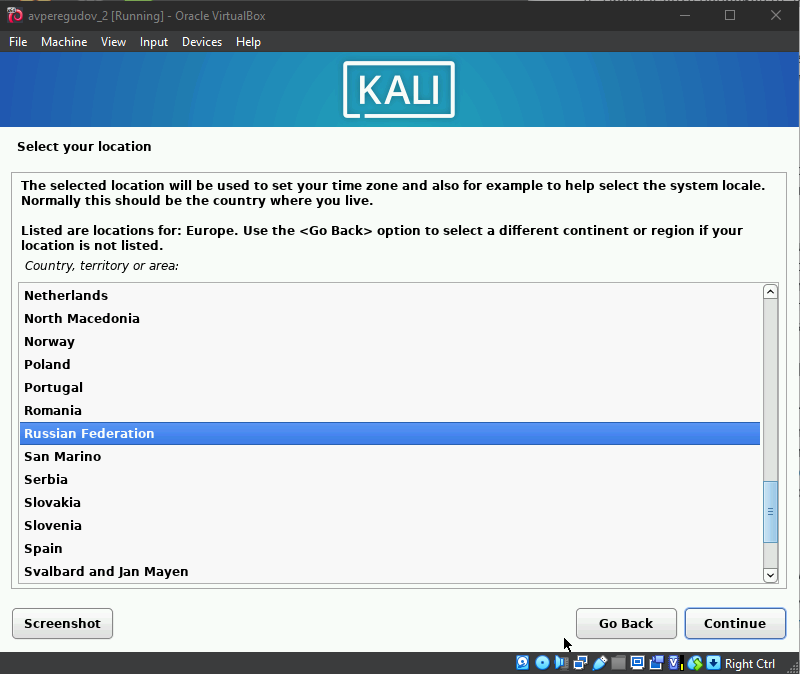 avperegudov_2 [Running] - Oracle VirtualBox
File Machine View Input Devices Help
KALI
Select your location
The selected location will be used to set your time zone and also for example to help select the system locale.
Normally this should be the country where you live.
Listed are locations for: Europe. Use the <Go Back> option to select a different continent or region if your
location is not listed.
Country, territory or area:
Netherlands
North Macedonia
Norway
Poland
Portugal
Romania
Russian Federation
San Marino
Serbia
Slovakia
Slovenia
Spain
Svalbard and Jan Mayen
Screenshot Go Back Continue
Right Ctrl